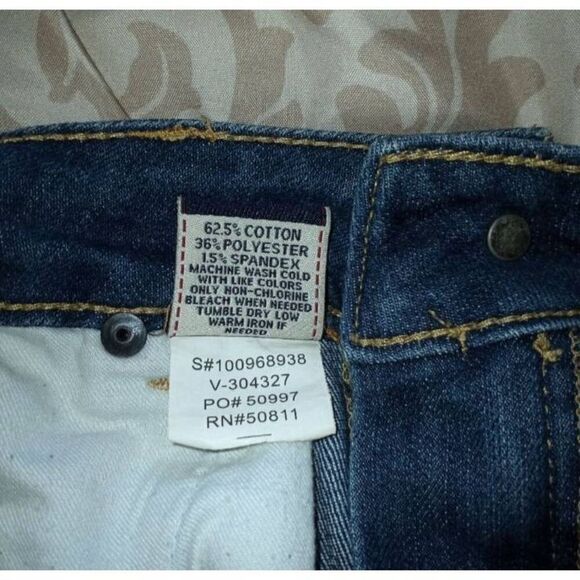 62.5% COTTON
36% POLYESTER
1.5% SPANDEX
MACHINE WASH COLD
WITH LIKE COLORS
ONLY NON-CHLORINE
BLEACH WHEN NEEDED
TUMBLE DRY LOW
WARM IRON IF
NEEDED
S#100968938
V-304327
PO# 50997
RN#50811